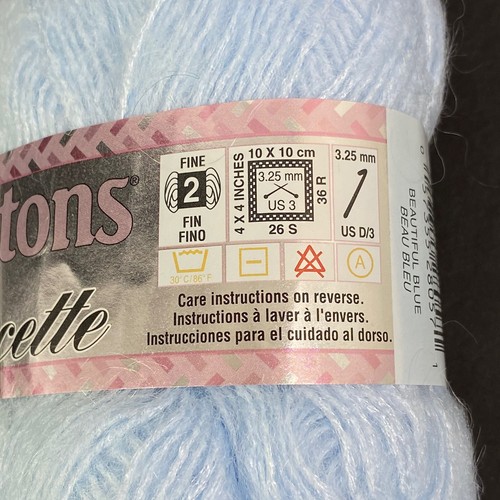 tons®
cette
FINE
2
FIN
FINO
4 X 4 INCHES
10 X 10 cm
3.25 mm
US 3
26 S
36 R
3.25 mm
US D/3
30°C/86°F
A
Care instructions on reverse.
Instructions à laver à l'envers.
Instrucciones para el cuidado al dorso.
BEAUTIFUL BLUE
BEAU BLEU